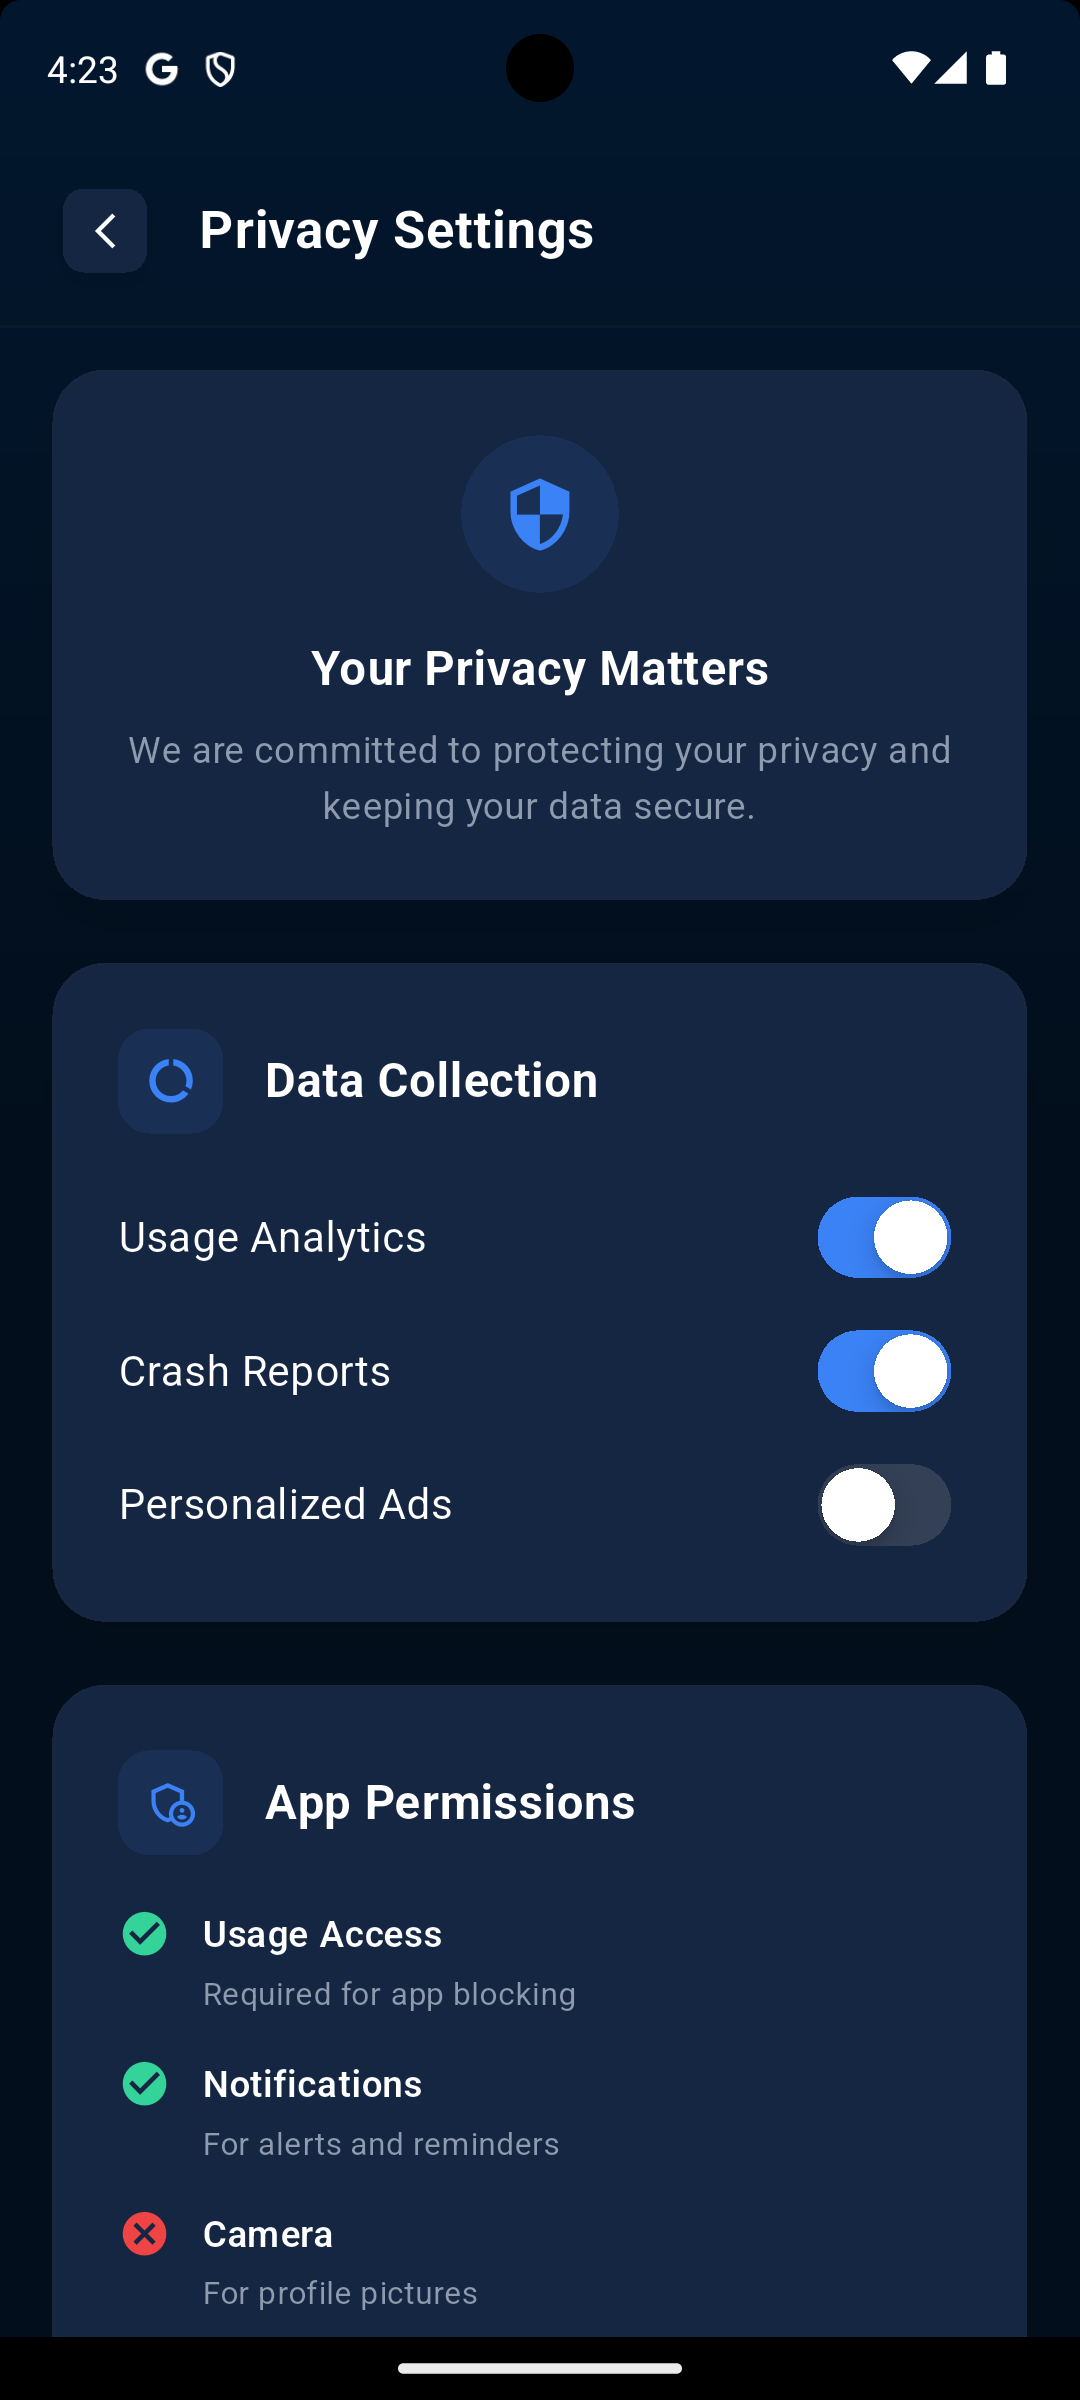 4:23
Privacy Settings
Your Privacy Matters
We are committed to protecting your privacy and
keeping your data secure.
Data Collection
Usage Analytics
Crash Reports
Personalized Ads
App Permissions
Usage Access
Required for app blocking
Notifications
For alerts and reminders
Camera
For profile pictures